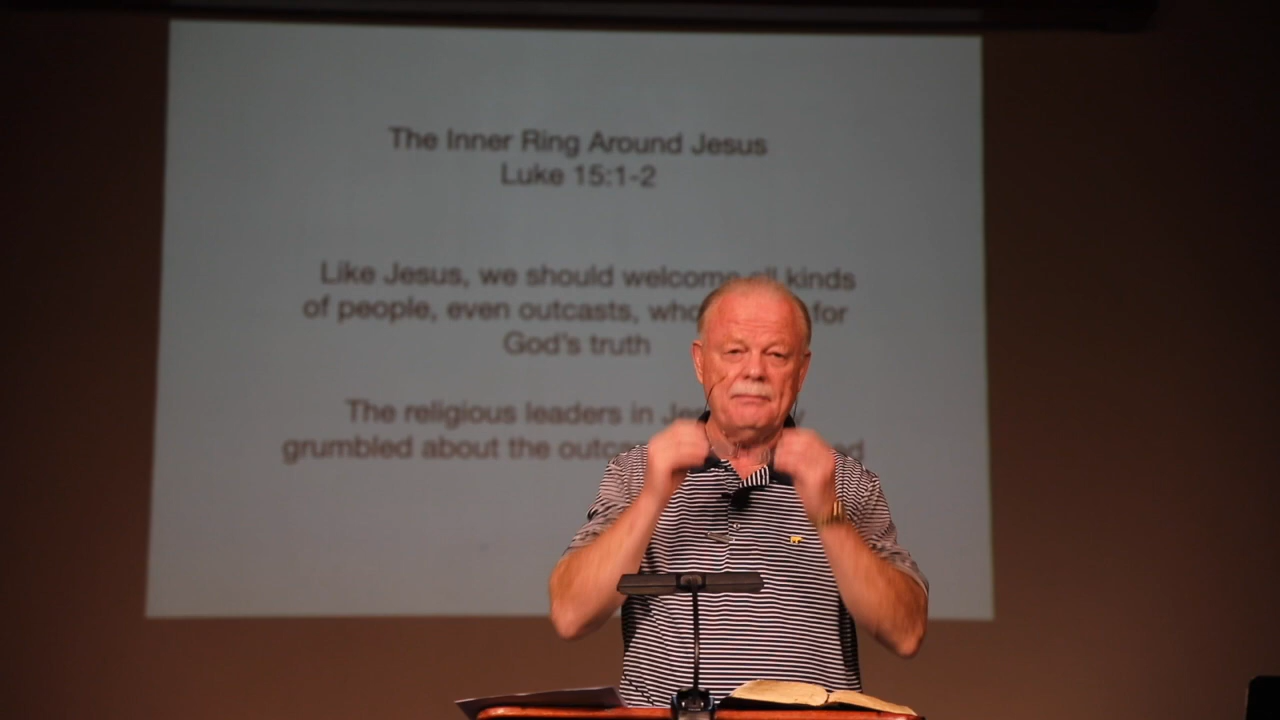 The Inner Ring Around Jesus
Luke 15:1-2
Like Jesus, we should welcome all kinds
of people, even outcasts, who for
God's truth
The religious leaders in
grumbled about the